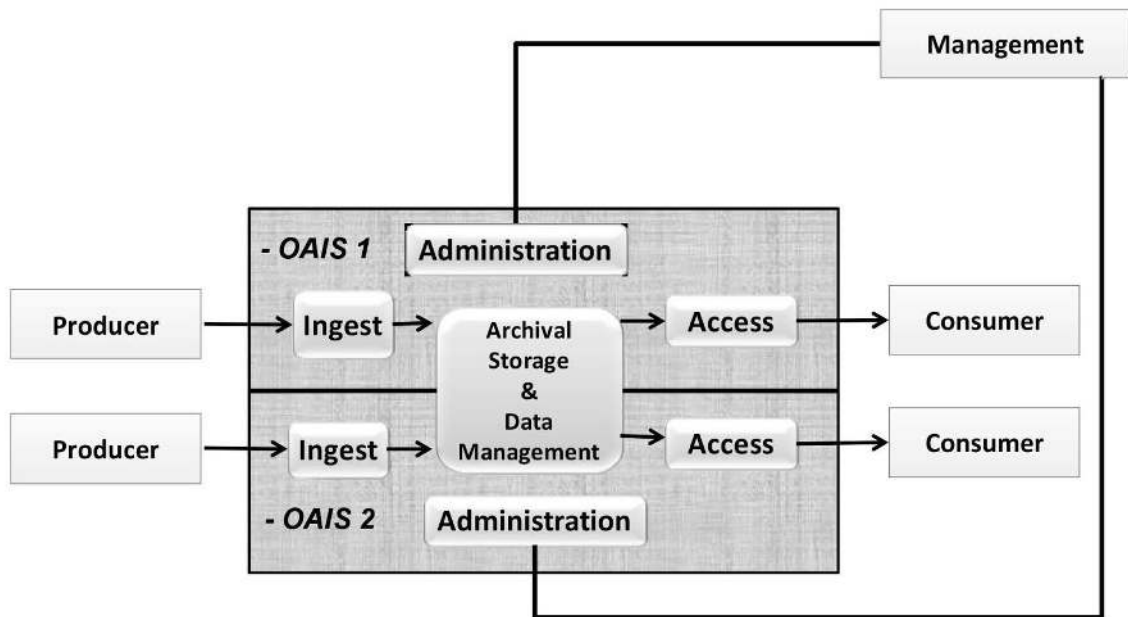 Management
- OAIS 1
Administration
Producer
Ingest
Archival
Storage
&
Data
Management
Access
Consumer
Producer
Ingest
Access
Consumer
- OAIS 2
Administration